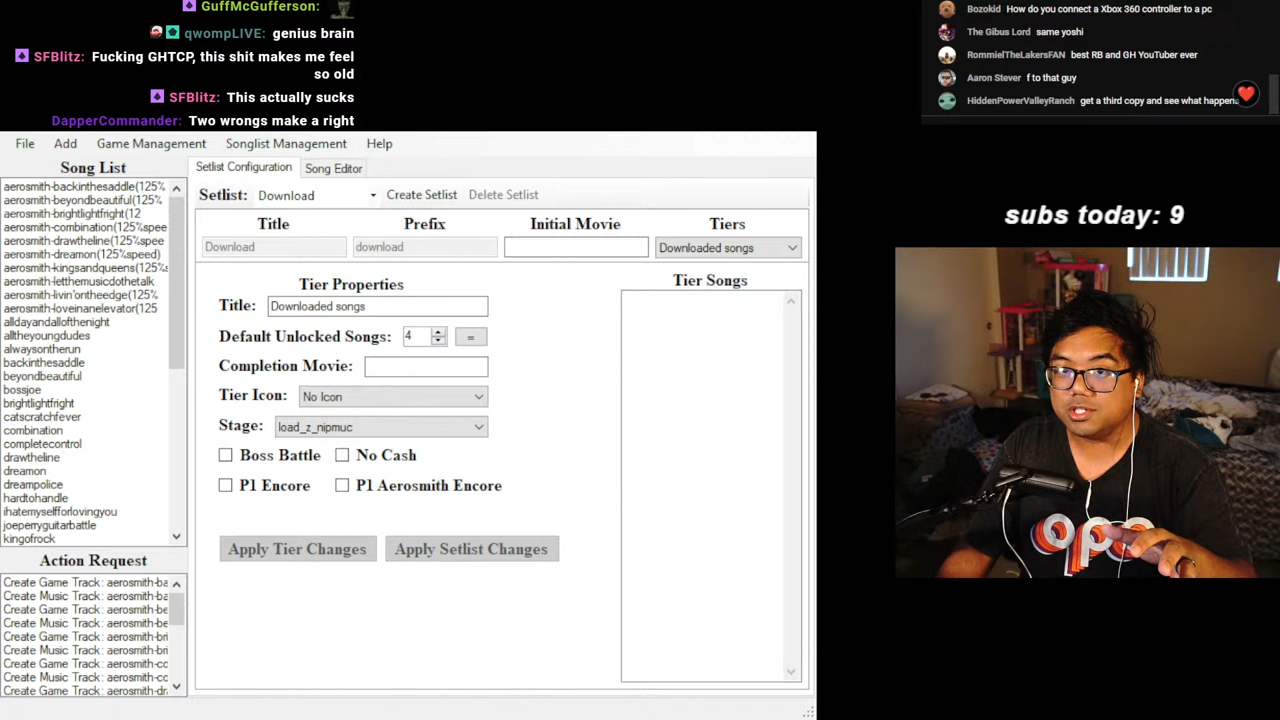 GuffMcGufferson:
qwompLIVE: genius brain
SFBlitz: Fucking GHTCP, this shit makes me feel
so old
SFBlitz: This actually sucks
DapperCommander: Two wrongs make a right
Bozokid How do you connect a Xbox 360 controller to a pc
The Gibus Lord same yoshi
RommielTheLakersFAN best RB and GH YouTuber ever
Aaron Stever f to that guy
HiddenPowerValleyRanch get a third copy and see what happens
File Add Game Management Songlist Management Help
Song List
aerosmith-backinthesaddle(125%
aerosmith-beyondbeautiful(125%
aerosmith-brightlightfright(12
aerosmith-combination(125%spee
aerosmith-drawtheline(125%spee
aerosmith-dreamon(125%speed)
aerosmith-kingsandqueens(125%s
aerosmith-letthemusicdothetalk
aerosmith-livin'ontheedge(125%
aerosmith-loveinanelevator(125
alldayandallofthenight
alltheyoungdudes
alwaysontherun
backinthesaddle
beyondbeautiful
bossjoe
brightlightfright
catscratchfever
combination
completecontrol
drawtheline
dreamon
dreampolice
hardtohandle
ihatemyselfforlovingyou
joeperryguitarbattle
kingofrock
Action Request
Create Game Track: aerosmith-ba
Create Music Track: aerosmith-ba
Create Game Track: aerosmith-be
Create Music Track: aerosmith-be
Create Game Track: aerosmith-bri
Create Music Track: aerosmith-bri
Create Game Track: aerosmith-co
Create Music Track: aerosmith-co
Create Game Track: aerosmith-dra
Setlist Configuration Song Editor
Setlist: Download Create Setlist Delete Setlist
Title Prefix Initial Movie Tiers
Download download Downloaded songs
Tier Properties
Title: Downloaded songs
Default Unlocked Songs: 4 =
Completion Movie:
Tier Icon: No Icon
Stage: load_z_nipmuc
Boss Battle No Cash
P1 Encore P1 Aerosmith Encore
Apply Tier Changes Apply Setlist Changes
Tier Songs
subs today: 9